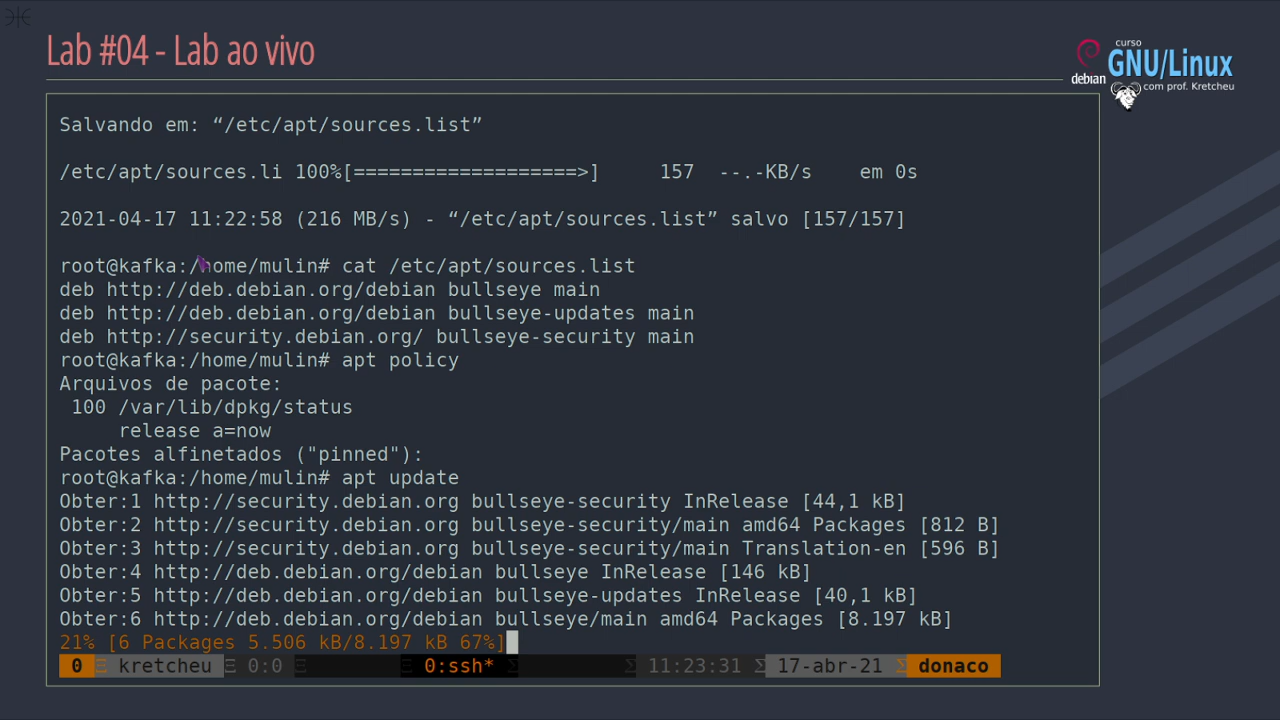 Lab #04 - Lab ao vivo
curso
GNU/Linux
debian
com prof. Kretcheu
Salvando em: “/etc/apt/sources.list”
/etc/apt/sources.li 100%[===================>]     157  --.-KB/s    em 0s
2021-04-17 11:22:58 (216 MB/s) - “/etc/apt/sources.list” salvo [157/157]
root@kafka:/home/mulin# cat /etc/apt/sources.list
deb http://deb.debian.org/debian bullseye main
deb http://deb.debian.org/debian bullseye-updates main
deb http://security.debian.org/ bullseye-security main
root@kafka:/home/mulin# apt policy
Arquivos de pacote:
 100 /var/lib/dpkg/status
     release a=now
Pacotes alfinetados ("pinned"):
root@kafka:/home/mulin# apt update
Obter:1 http://security.debian.org bullseye-security InRelease [44,1 kB]
Obter:2 http://security.debian.org bullseye-security/main amd64 Packages [812 B]
Obter:3 http://security.debian.org bullseye-security/main Translation-en [596 B]
Obter:4 http://deb.debian.org/debian bullseye InRelease [146 kB]
Obter:5 http://deb.debian.org/debian bullseye-updates InRelease [40,1 kB]
Obter:6 http://deb.debian.org/debian bullseye/main amd64 Packages [8.197 kB]
21% [6 Packages 5.506 kB/8.197 kB 67%]
0 Ξ kretcheu Ξ 0:0 Ξ 0:ssh* Σ Σ 11:23:31 Σ 17-abr-21 Σ donaco